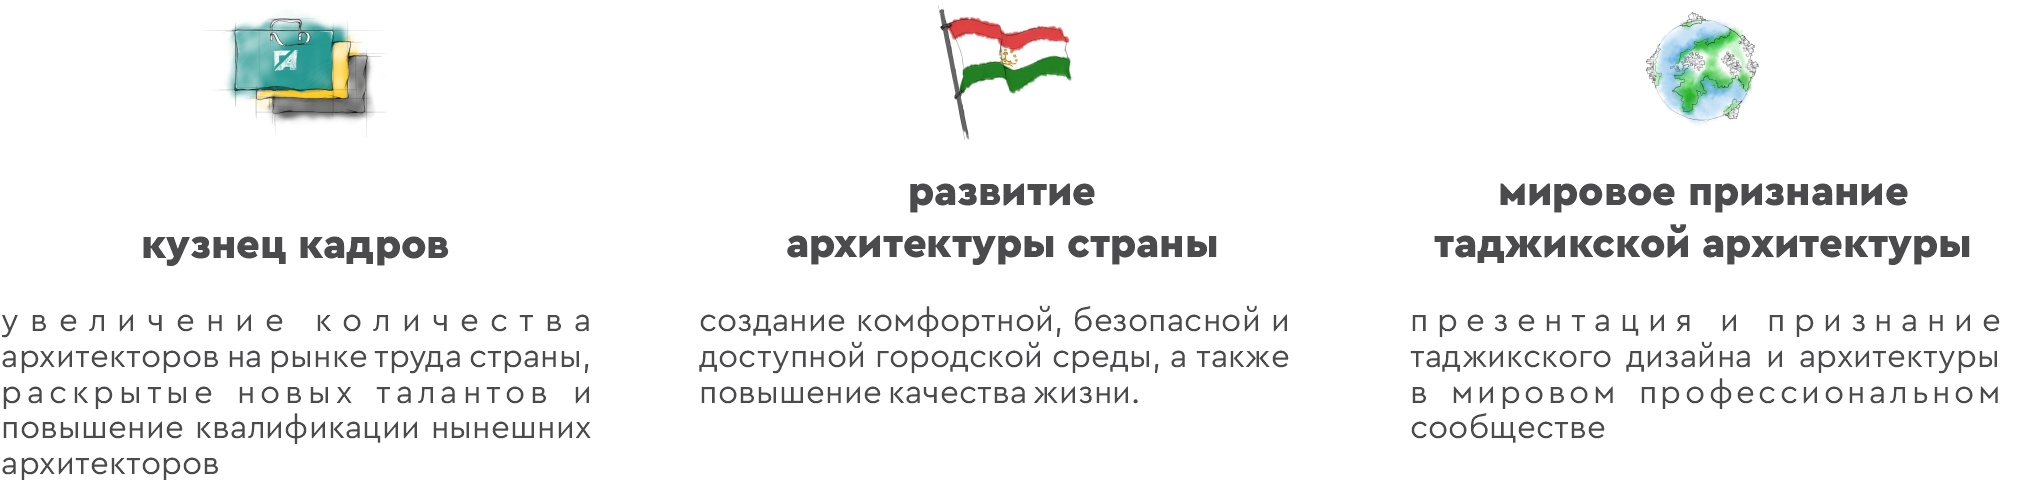 ГА
кузнец кадров
увеличение количества
архитекторов на рынке труда страны,
раскрытые новых талантов и
повышение квалификации нынешних
архитекторов
развитие
архитектуры страны
создание комфортной, безопасной и
доступной городской среды, а также
повышение качества жизни.
мировое признание
таджикской архитектуры
презентация и признание
таджикского дизайна и архитектуры
в мировом профессиональном
сообществе